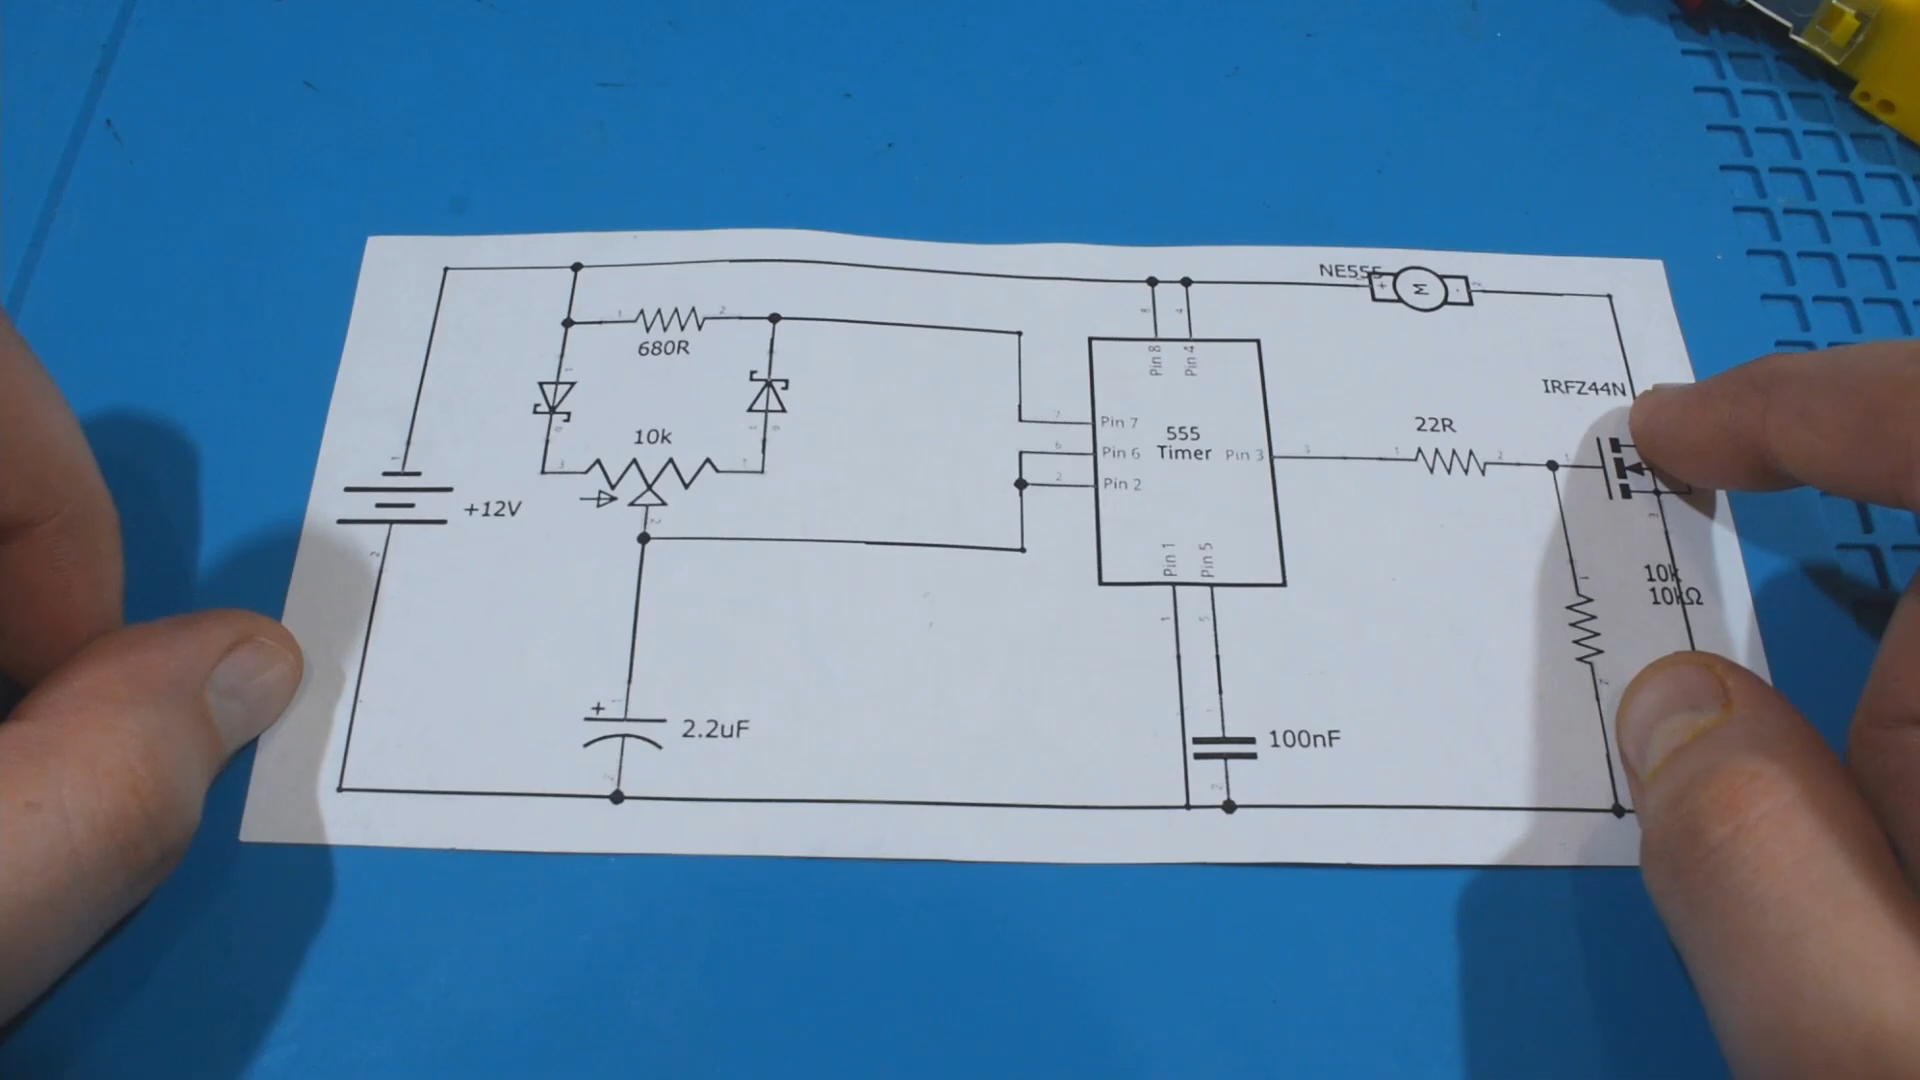 NE555
680R
IRFZ44N
10k
22R
Pin 8
Pin 4
Pin 7
555
Timer
Pin 3
Pin 6
Pin 2
+12V
Pin 1
Pin 5
10k
10kΩ
+
2.2uF
100nF